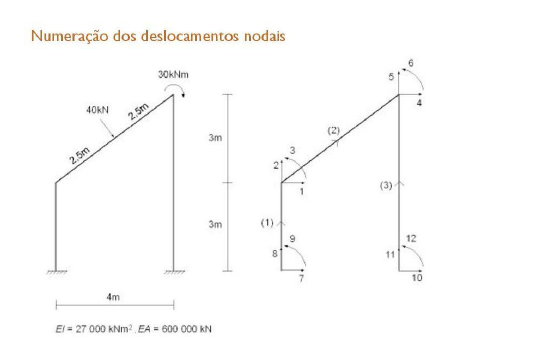 Numeração dos deslocamentos nodais
30kNm
40kN
2,5m
2,5m
3m
3m
4m
EI = 27 000 kNm² , EA = 600 000 kN
6
5
4
(2)
3
2
1
(3)
(1)
9
8
7
12
11
10